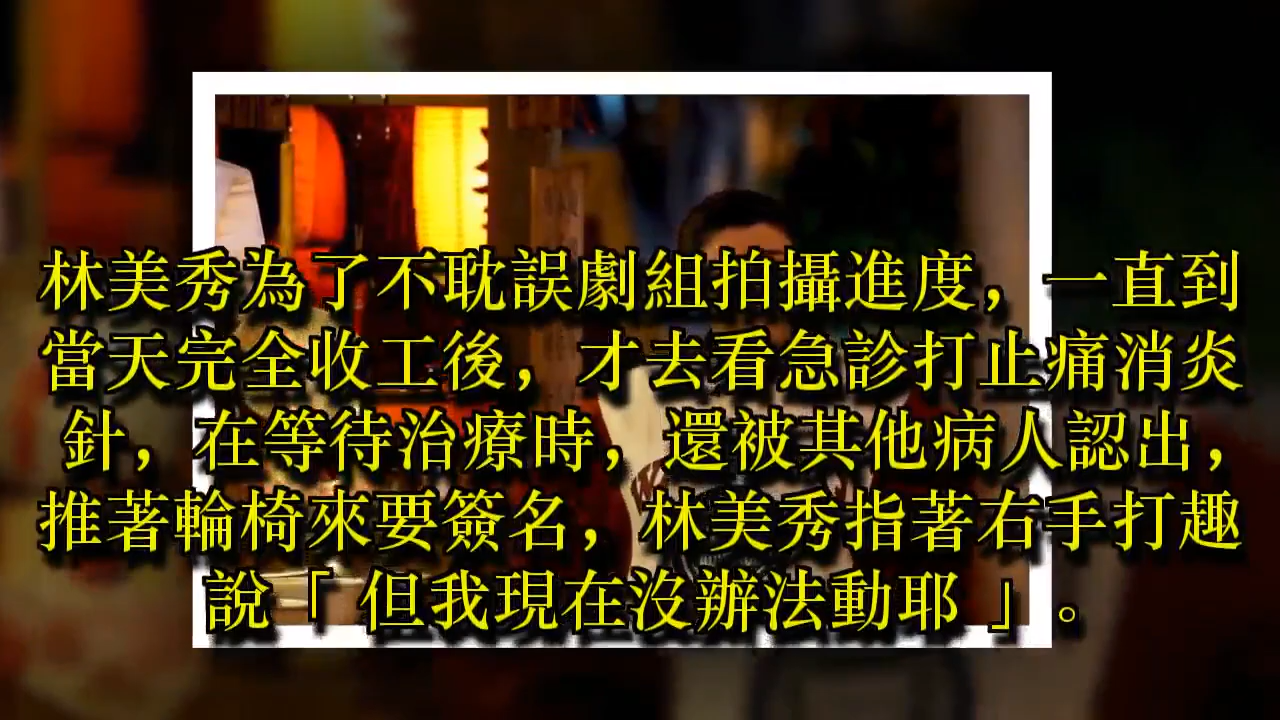 林美秀為了不耽誤劇組拍攝進度，一直到
當天完全收工後，才去看急診打止痛消炎
針，在等待治療時，還被其他病人認出，
推著輪椅來要簽名，林美秀指著右手打趣
說「 但我現在沒辦法動耶 」。